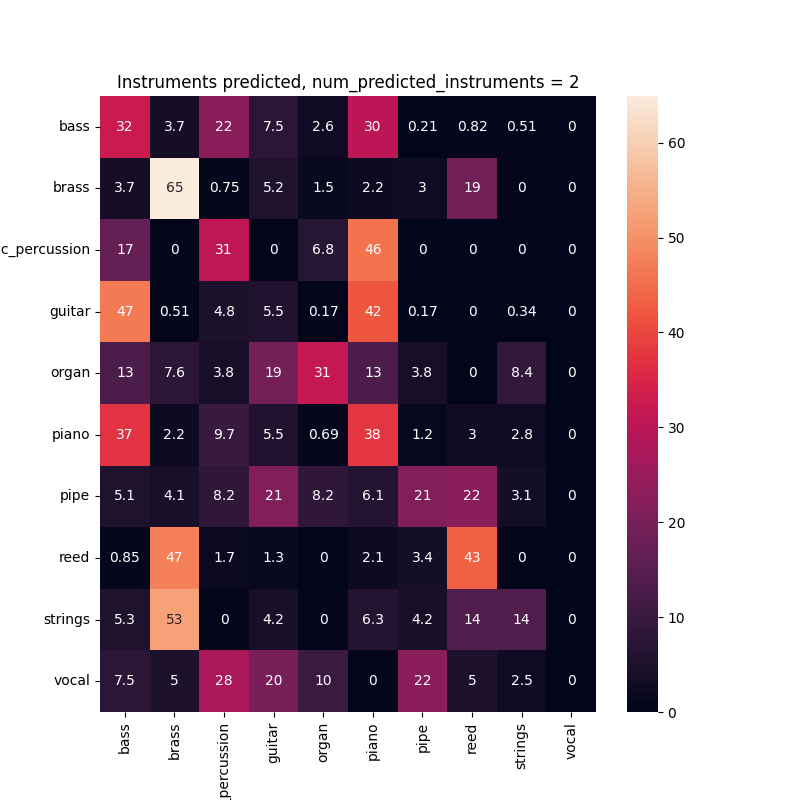 Instruments predicted, num_predicted_instruments = 2
bass 32 3.7 22 7.5 2.6 30 0.21 0.82 0.51 0
brass 3.7 65 0.75 5.2 1.5 2.2 3 19 0 0
c_percussion 17 0 31 0 6.8 46 0 0 0 0
guitar 47 0.51 4.8 5.5 0.17 42 0.17 0 0.34 0
organ 13 7.6 3.8 19 31 13 3.8 0 8.4 0
piano 37 2.2 9.7 5.5 0.69 38 1.2 3 2.8 0
pipe 5.1 4.1 8.2 21 8.2 6.1 21 22 3.1 0
reed 0.85 47 1.7 1.3 0 2.1 3.4 43 0 0
strings 5.3 53 0 4.2 0 6.3 4.2 14 14 0
vocal 7.5 5 28 20 10 0 22 5 2.5 0
bass
brass
_percussion
guitar
organ
piano
pipe
reed
strings
vocal
60
50
40
30
20
10
0